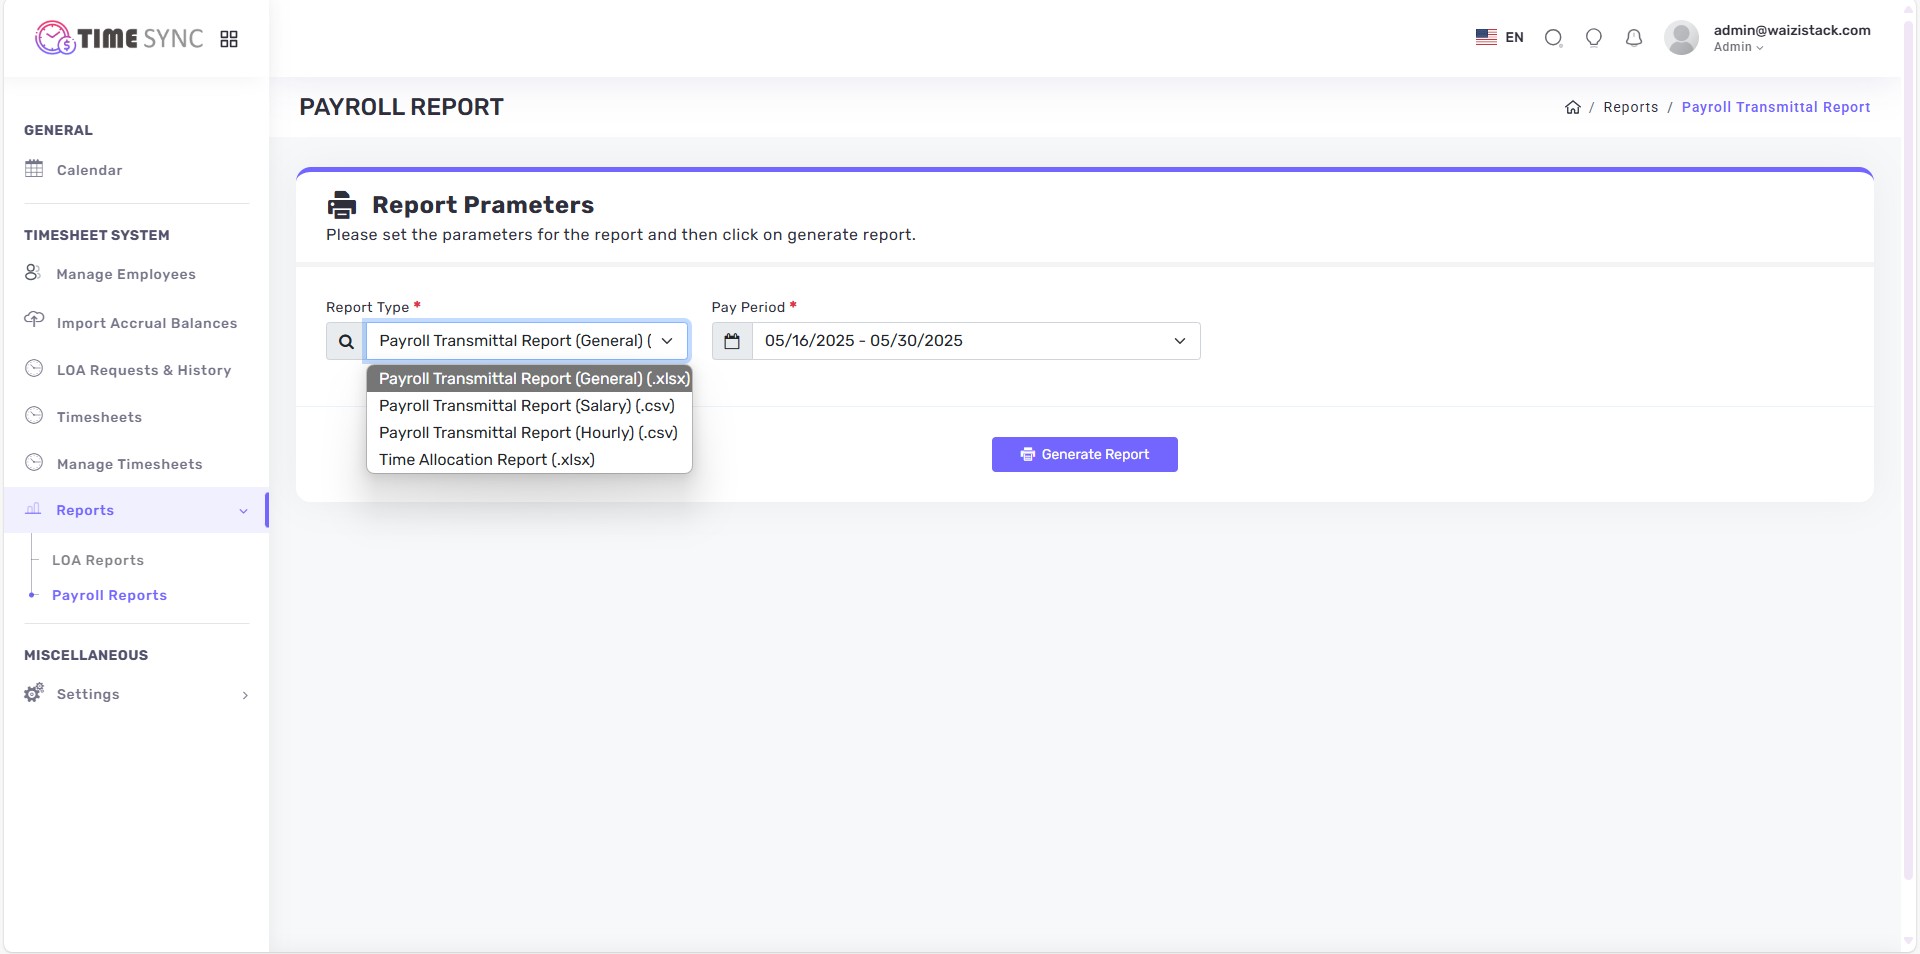 TIME SYNC
EN
admin@waizistack.com
Admin
PAYROLL REPORT
/ Reports / Payroll Transmittal Report
GENERAL
Calendar
TIMESHEET SYSTEM
Manage Employees
Import Accrual Balances
LOA Requests & History
Timesheets
Manage Timesheets
Reports
LOA Reports
Payroll Reports
MISCELLANEOUS
Settings
Report Prameters
Please set the parameters for the report and then click on generate report.
Report Type *
Payroll Transmittal Report (General) (
Payroll Transmittal Report (General) (.xlsx)
Payroll Transmittal Report (Salary) (.csv)
Payroll Transmittal Report (Hourly) (.csv)
Time Allocation Report (.xlsx)
Pay Period *
05/16/2025 - 05/30/2025
Generate Report